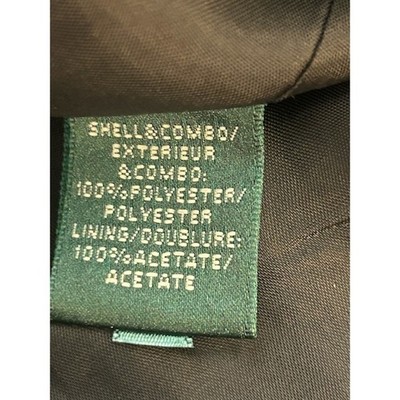 SHELL&COMBO/
EXTERIEUR
&COMBO:
100%POLYESTER/
POLYESTER
LINING/DOUBLURE:
100%ACETATE/
ACETATE